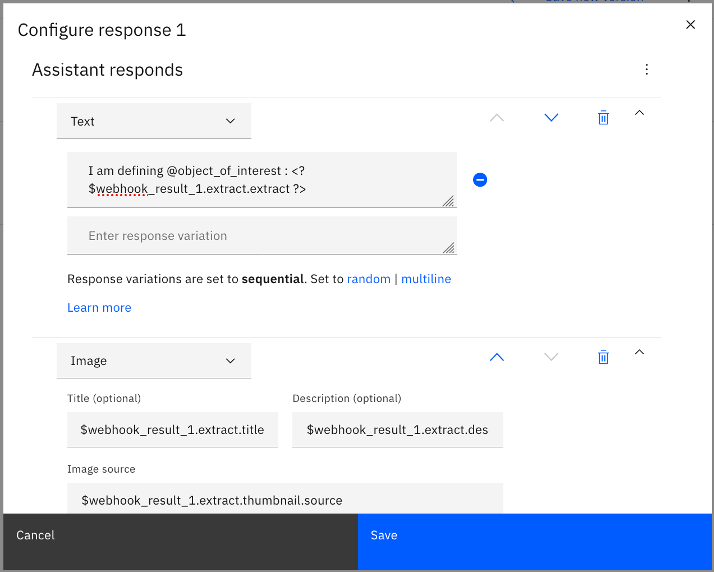 Configure response 1
Assistant responds
Text
I am defining @object_of_interest : <?
$webhook_result_1.extract.extract ?>
Enter response variation
Response variations are set to sequential. Set to random | multiline
Learn more
Image
Title (optional) Description (optional)
$webhook_result_1.extract.title $webhook_result_1.extract.des
Image source
$webhook_result_1.extract.thumbnail.source
Cancel Save